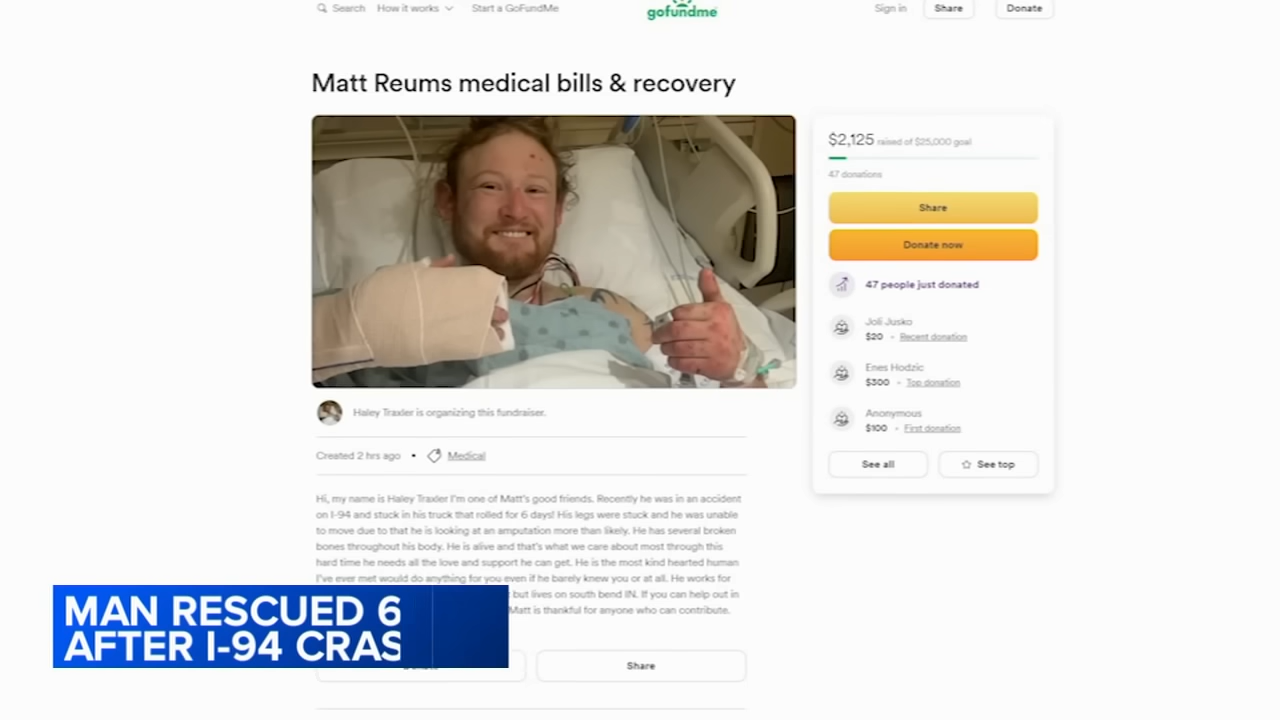 Search How it works Start a GoFundMe gofundme Sign in Share Donate
Matt Reums medical bills & recovery
$2,125 raised of $25,000 goal
47 donations
Share
Donate now
47 people just donated
Joli Jusko
$20 • Recent donation
Enes Hodzic
$300 • Top donation
Anonymous
$100 • First donation
See all See top
Haley Traxler is organizing this fundraiser.
Created 2 hrs ago • Medical
Hi, my name is Haley Traxler I'm one of Matt's good friends. Recently he was in an accident
on I-94 and stuck in his truck that rolled for 6 days! His legs were stuck and he was unable
to move due to that he is looking at an amputation more than likely. He has several broken
bones throughout his body. He is alive and that's what we care about most through this
hard time he needs all the love and support he can get. He is the most kind hearted human
I've ever met would do anything for you even if he barely knew you or at all. He works for
but lives on south bend IN. If you can help out in
Matt is thankful for anyone who can contribute.
MAN RESCUED 6
AFTER I-94 CRAS
Share